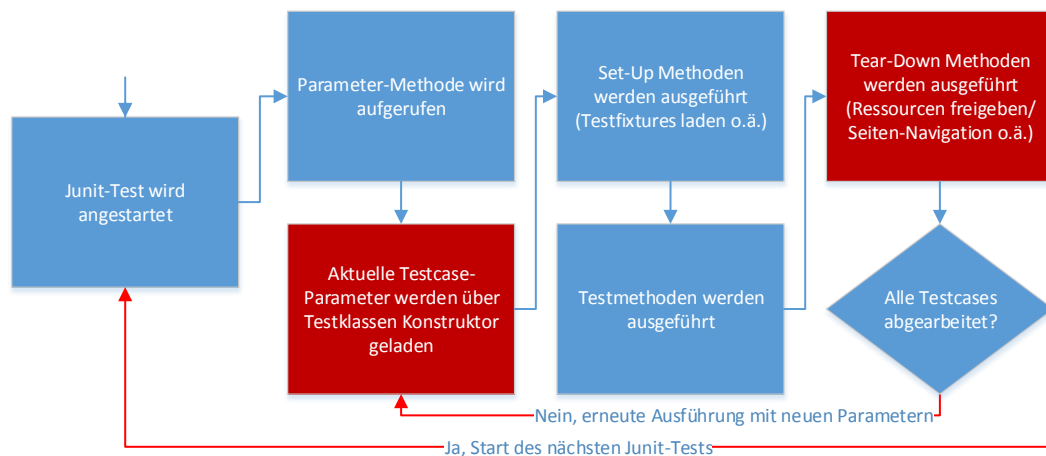 Junit-Test wird
angestartet
Parameter-Methode wird
aufgerufen
Aktuelle Testcase-
Parameter werden über
Testklassen Konstruktor
geladen
Set-Up Methoden
werden ausgeführt
(Testfixtures laden o.ä.)
Testmethoden werden
ausgeführt
Tear-Down Methoden
werden ausgeführt
(Ressourcen freigeben/
Seiten-Navigation o.ä.)
Alle Testcases
abgearbeitet?
Nein, erneute Ausführung mit neuen Parametern
Ja, Start des nächsten Junit-Tests